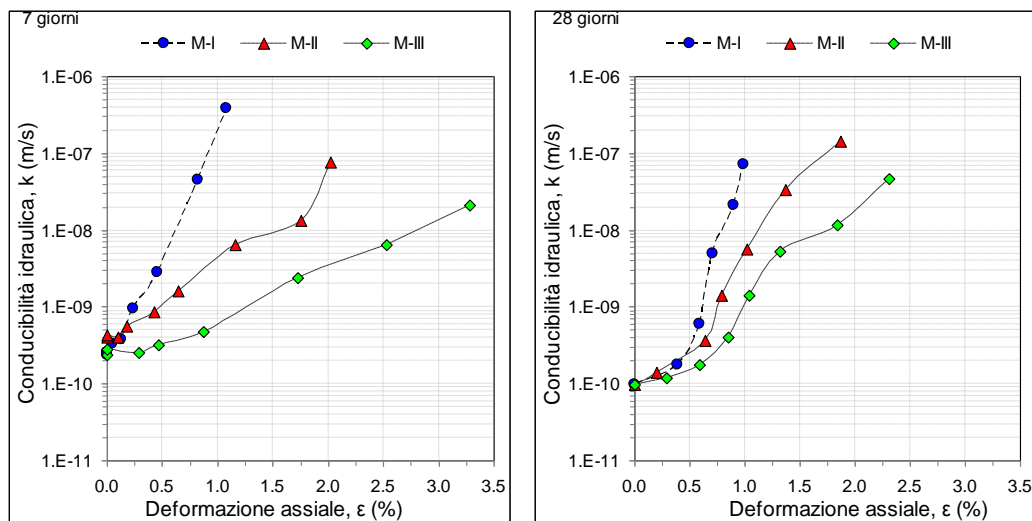 7 giorni
M-I M-II M-III
Conducibilità idraulica, k (m/s)
1.E-06
1.E-07
1.E-08
1.E-09
1.E-10
1.E-11
0.0 0.5 1.0 1.5 2.0 2.5 3.0 3.5
Deformazione assiale, ε (%)
28 giorni
M-I M-II M-III
Conducibilità idraulica, k (m/s)
1.E-06
1.E-07
1.E-08
1.E-09
1.E-10
1.E-11
0.0 0.5 1.0 1.5 2.0 2.5 3.0 3.5
Deformazione assiale, ε (%)